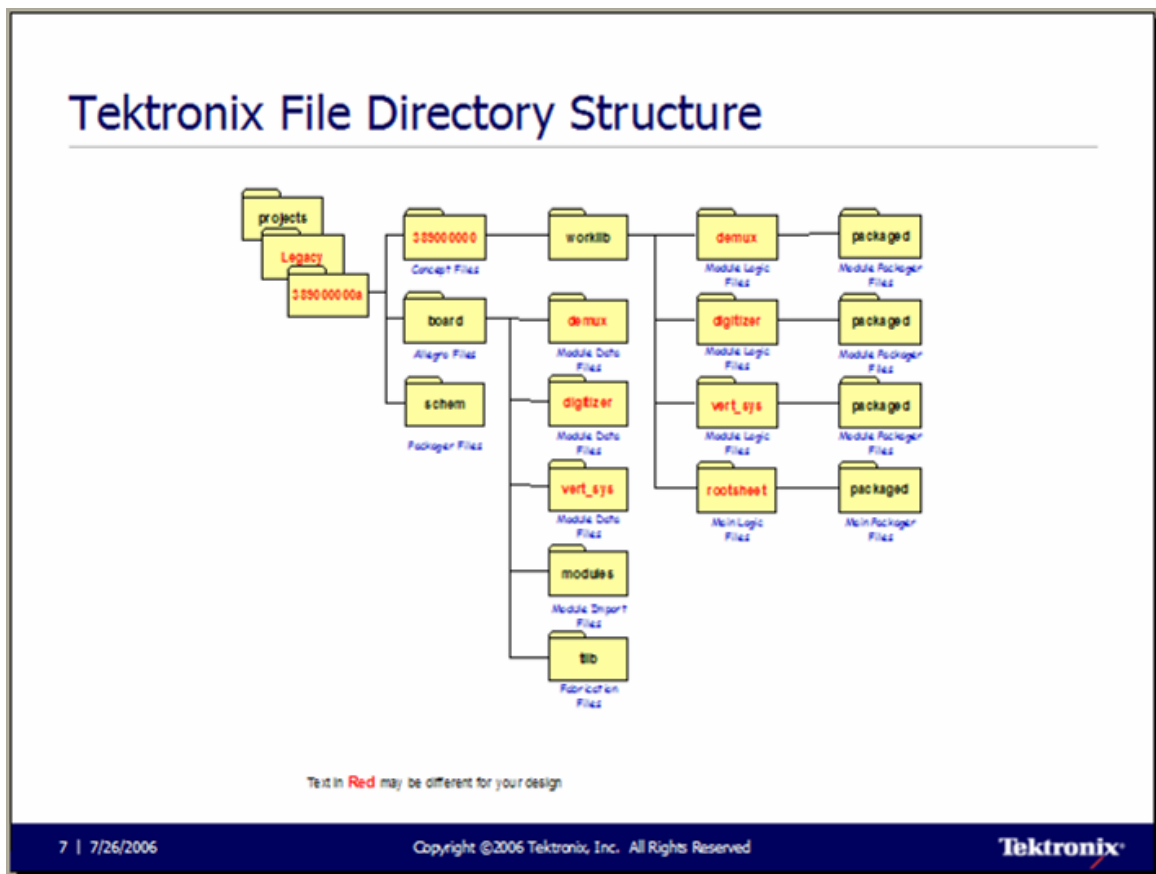 Tektronix File Directory Structure
projects
Legacy
389000000a
389000000
Concept Files
worklib
demux
Module Logic
Files
packaged
Module Packager
Files
board
Allegro Files
demux
Module Data
Files
digitizer
Module Logic
Files
packaged
Module Packager
Files
schem
Packager Files
digitizer
Module Data
Files
vert_sys
Module Logic
Files
packaged
Module Packager
Files
vert_sys
Module Data
Files
rootsheet
Main Logic
Files
packaged
Main Packager
Files
modules
Module Import
Files
Fabrication
Files
Text in Red may be different for your design
7 | 7/26/2006
Copyright ©2006 Tektronix, Inc. All Rights Reserved
Tektronix